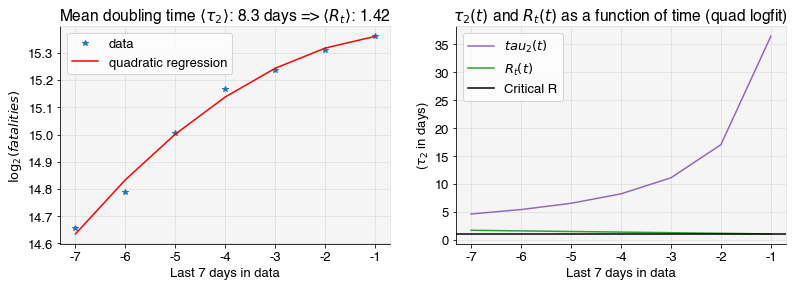 Mean doubling time ⟨τ₂⟩: 8.3 days => ⟨Rₜ⟩: 1.42
data
quadratic regression
log₂(fatalities)
15.3
15.2
15.1
15.0
14.9
14.8
14.7
14.6
-7 -6 -5 -4 -3 -2 -1
Last 7 days in data
τ₂(t) and Rₜ(t) as a function of time (quad logfit)
tau₂(t)
Rₜ(t)
Critical R
(τ₂ in days)
35
30
25
20
15
10
5
0
-7 -6 -5 -4 -3 -2 -1
Last 7 days in data